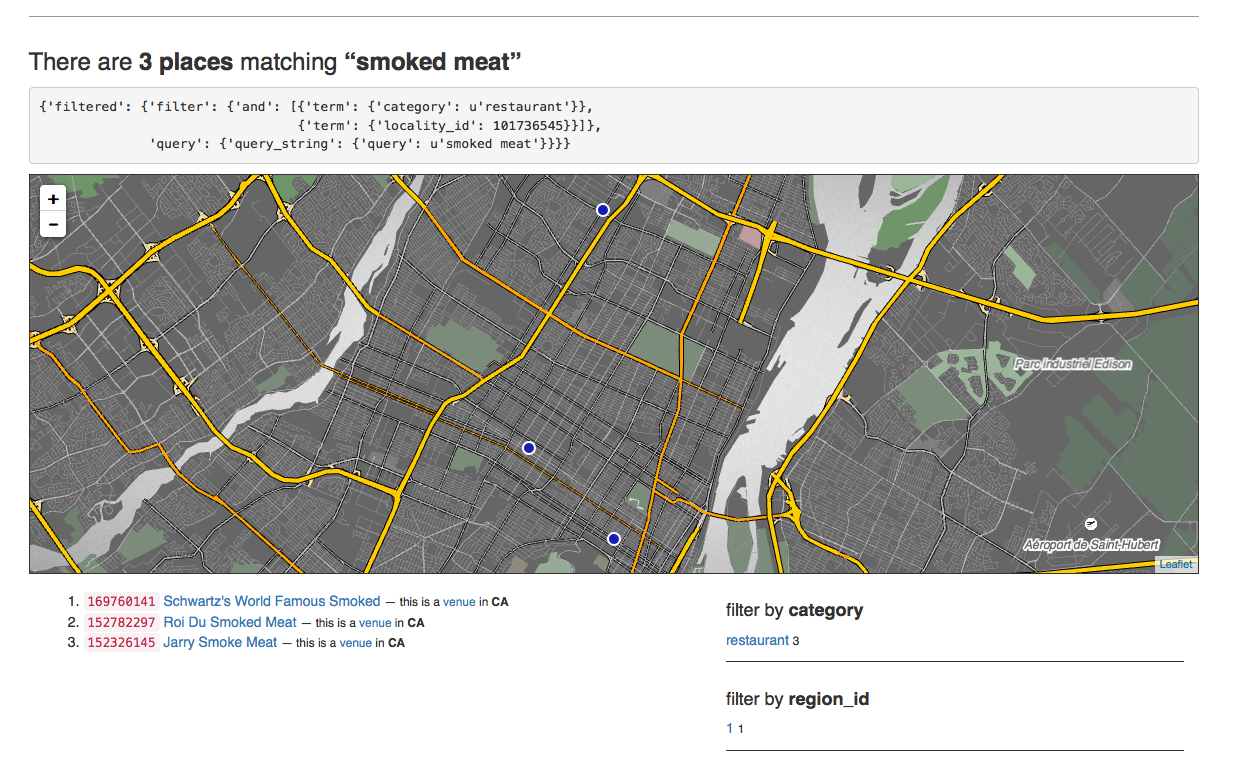 There are 3 places matching “smoked meat”
{'filtered': {'filter': {'and': [{'term': {'category': u'restaurant'}},
{'term': {'locality_id': 101736545}}]},
'query': {'query_string': {'query': u'smoked meat'}}}}
+
−
Parc Industriel Edison
Aéroport de Saint-Hubert
Leaflet
1. 169760141 Schwartz's World Famous Smoked — this is a venue in CA
2. 152782297 Roi Du Smoked Meat — this is a venue in CA
3. 152326145 Jarry Smoke Meat — this is a venue in CA
filter by category
restaurant 3
filter by region_id
1 1